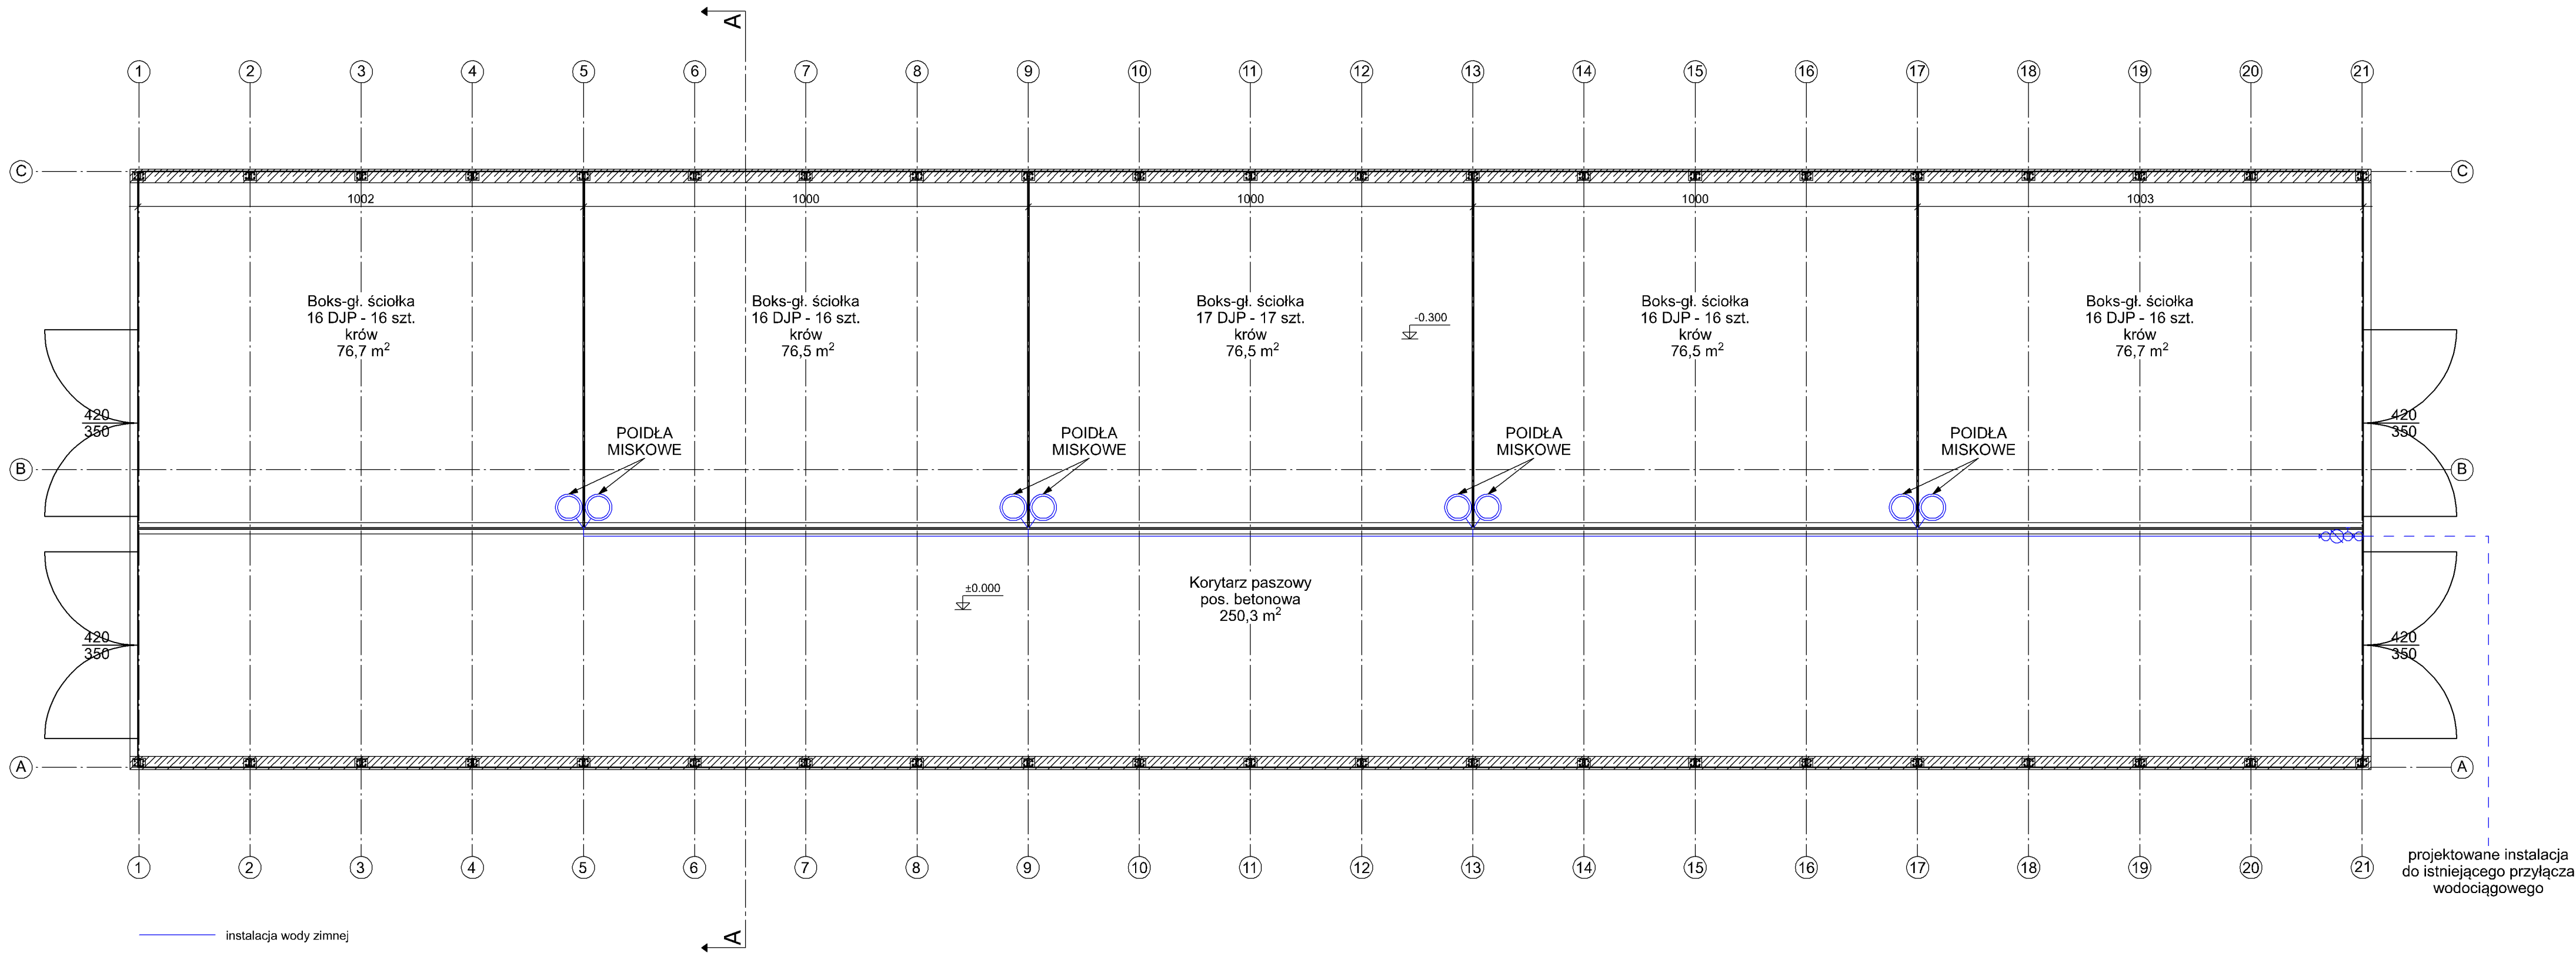 A
1 2 3 4 5 6 7 8 9 10 11 12 13 14 15 16 17 18 19 20 21
C C
1002 1000 1000 1000 1003
Boks-gł. ściołka
16 DJP - 16 szt.
krów
76,7 m²
Boks-gł. ściołka
16 DJP - 16 szt.
krów
76,5 m²
Boks-gł. ściołka
17 DJP - 17 szt.
krów
76,5 m²
-0.300
Boks-gł. ściołka
16 DJP - 16 szt.
krów
76,5 m²
Boks-gł. ściołka
16 DJP - 16 szt.
krów
76,7 m²
420
350
420
350
POIDŁA
MISKOWE
POIDŁA
MISKOWE
POIDŁA
MISKOWE
POIDŁA
MISKOWE
B B
±0.000
Korytarz paszowy
pos. betonowa
250,3 m²
420
350
420
350
A A
1 2 3 4 5 6 7 8 9 10 11 12 13 14 15 16 17 18 19 20 21
projektowane instalacja
do istniejącego przyłącza
wodociągowego
instalacja wody zimnej
A